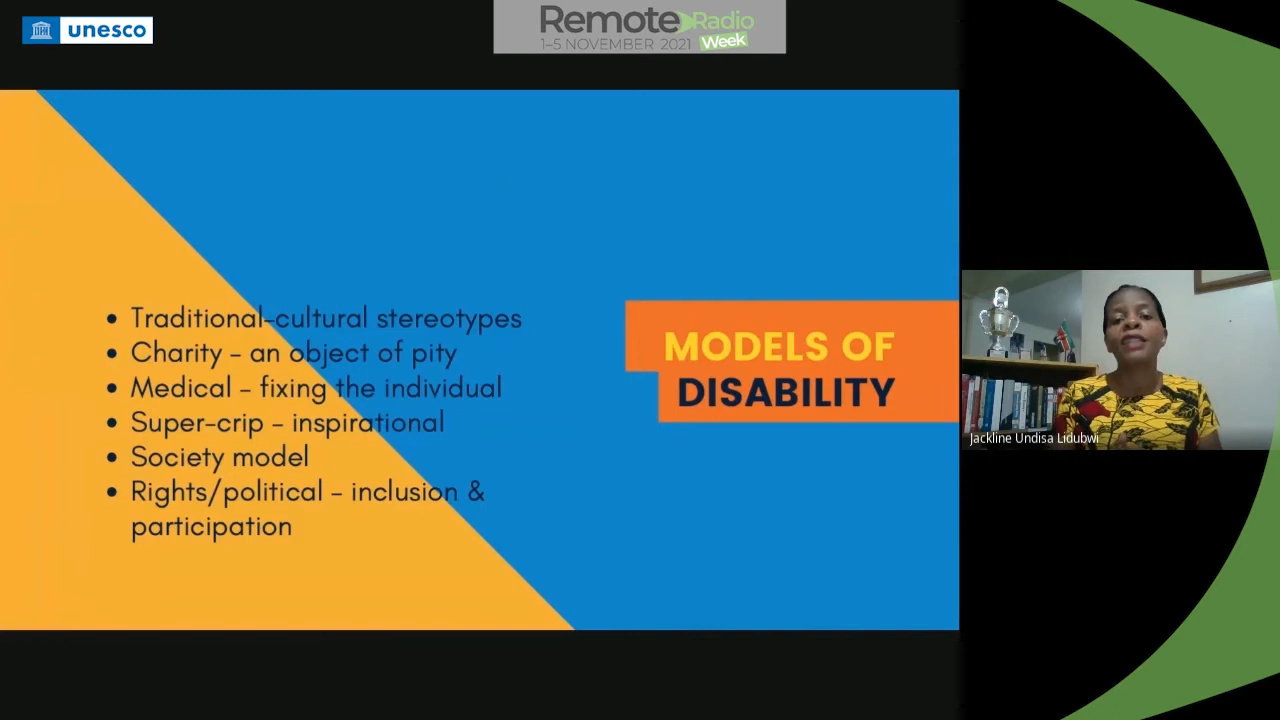 unesco
Remote Radio
1-5 NOVEMBER 2021 Week
Traditional-cultural stereotypes
Charity - an object of pity
Medical - fixing the individual
Super-crip - inspirational
Society model
Rights/political - inclusion &
participation
MODELS OF
DISABILITY
Jackline Undisa Lidubwi